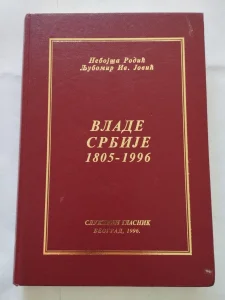 Небојша Родић
Љубомир Ив. Јовић
ВЛАДЕ
СРБИЈЕ
1805-1996
СЛУЖБЕНИ ГЛАСНИК
БЕОГРАД, 1996.